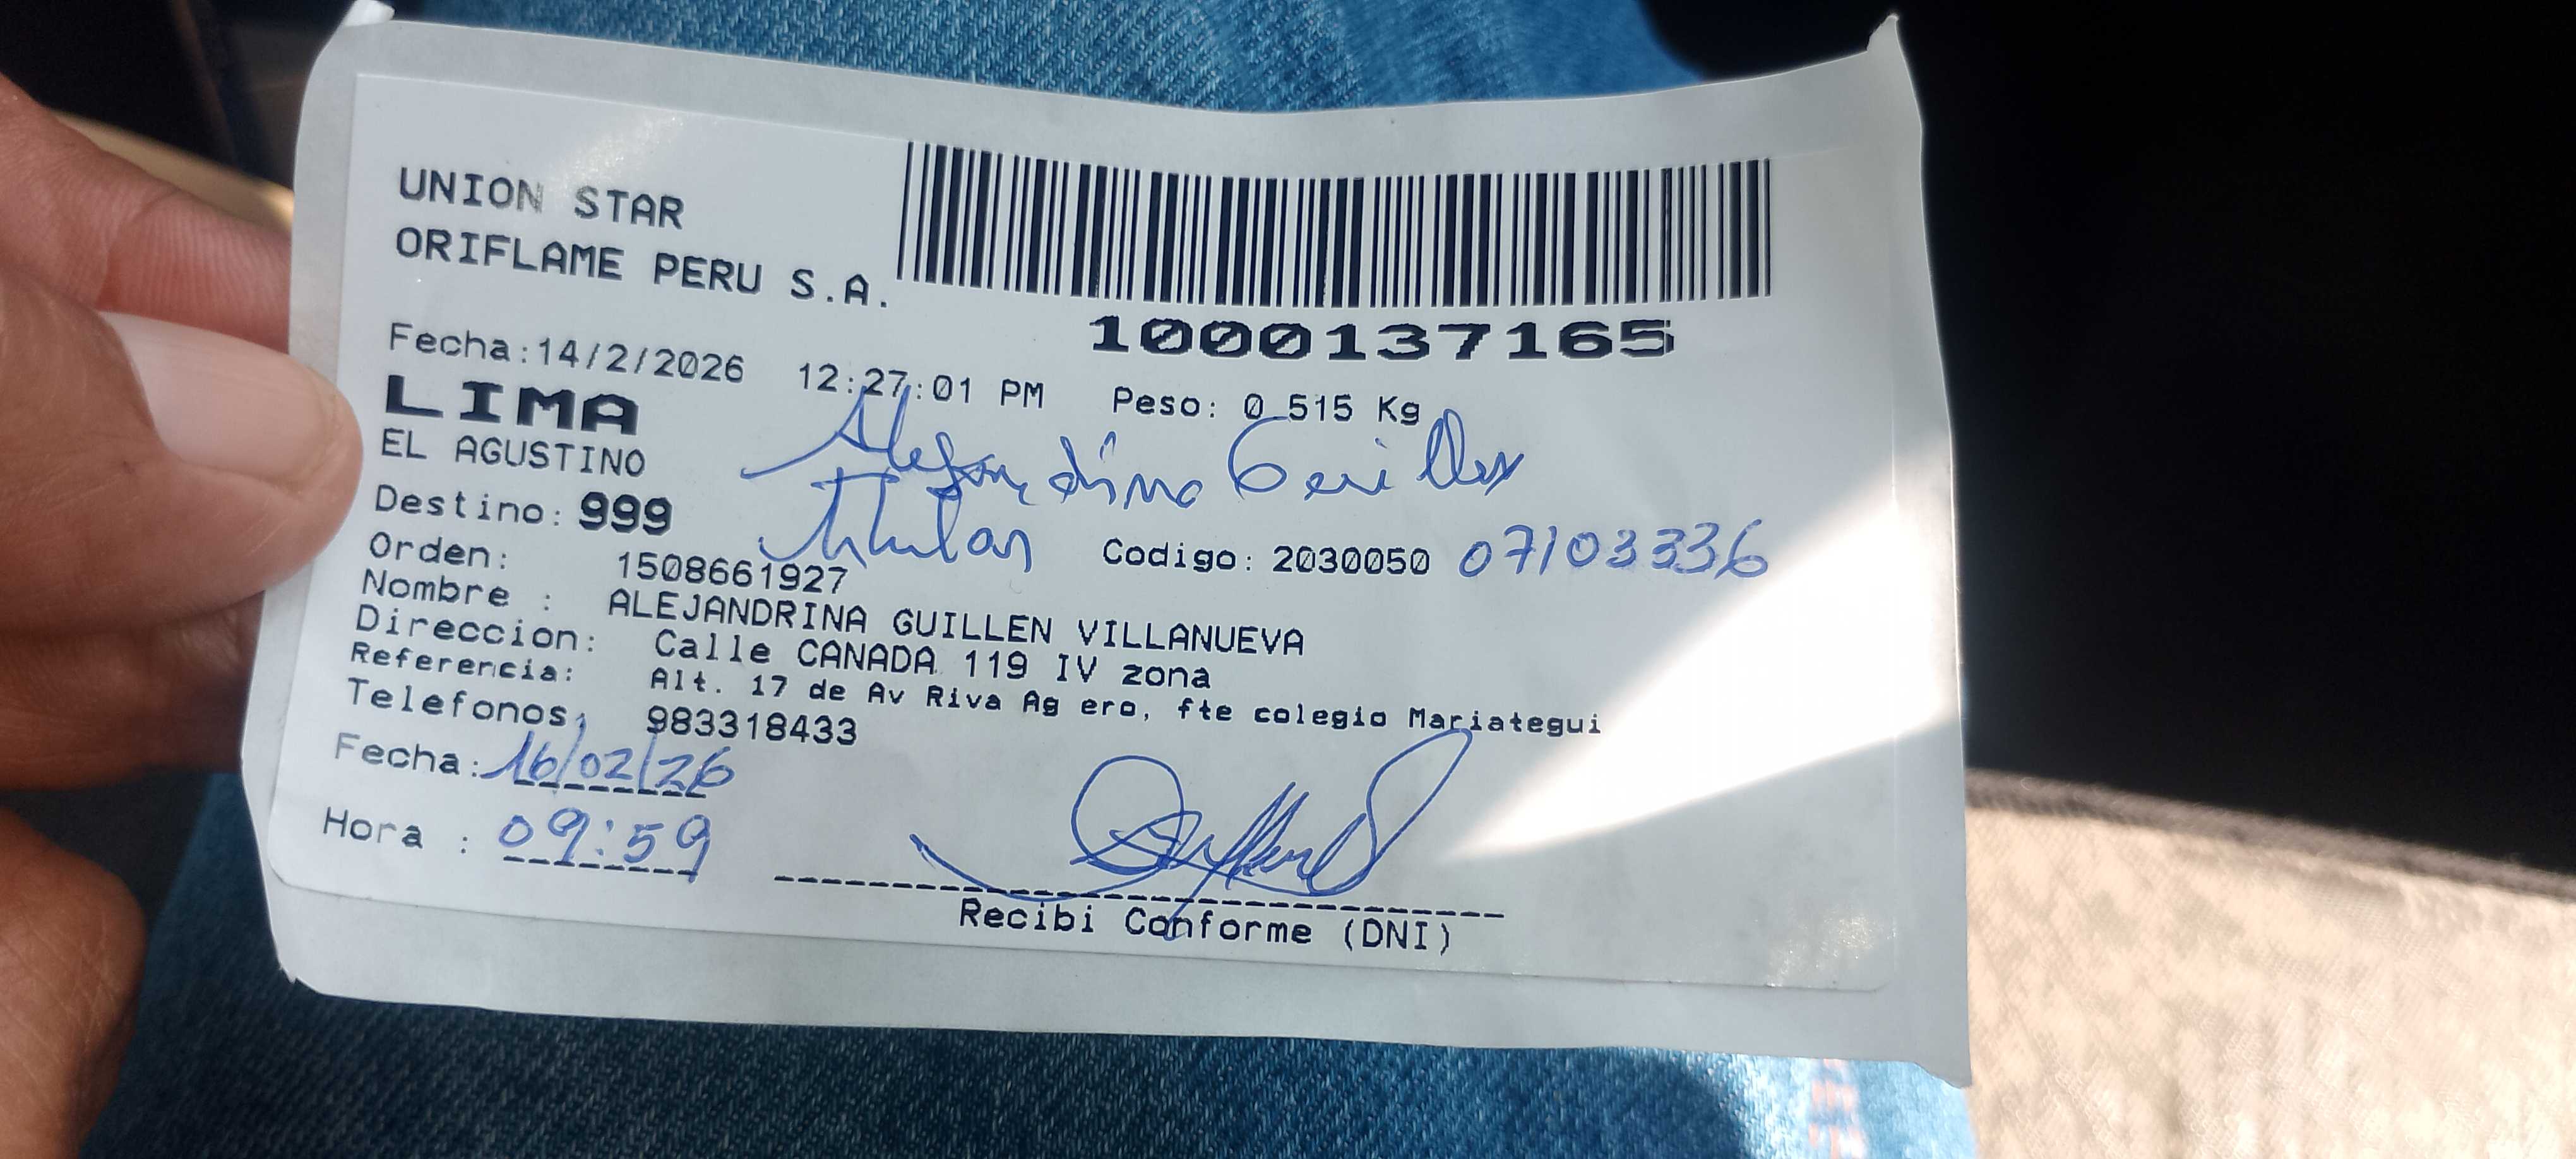 UNION STAR
ORIFLAME PERU S.A.
1000137165
Fecha:14/2/2026 12:27:01 PM Peso: 0.515 Kg
LIMA
EL AGUSTINO
Alejandrina Guillen
Destino: 999
Titular
Orden: 1508661927 Codigo: 2030050 07103336
Nombre : ALEJANDRINA GUILLEN VILLANUEVA
Direccion: Calle CANADA 119 IV zona
Referencia: Alt. 17 de Av Riva Ag ero, fte colegio Mariategui
Telefonos: 983318433
Fecha: 16/02/26
Hora : 09:59
Recibi Conforme (DNI)